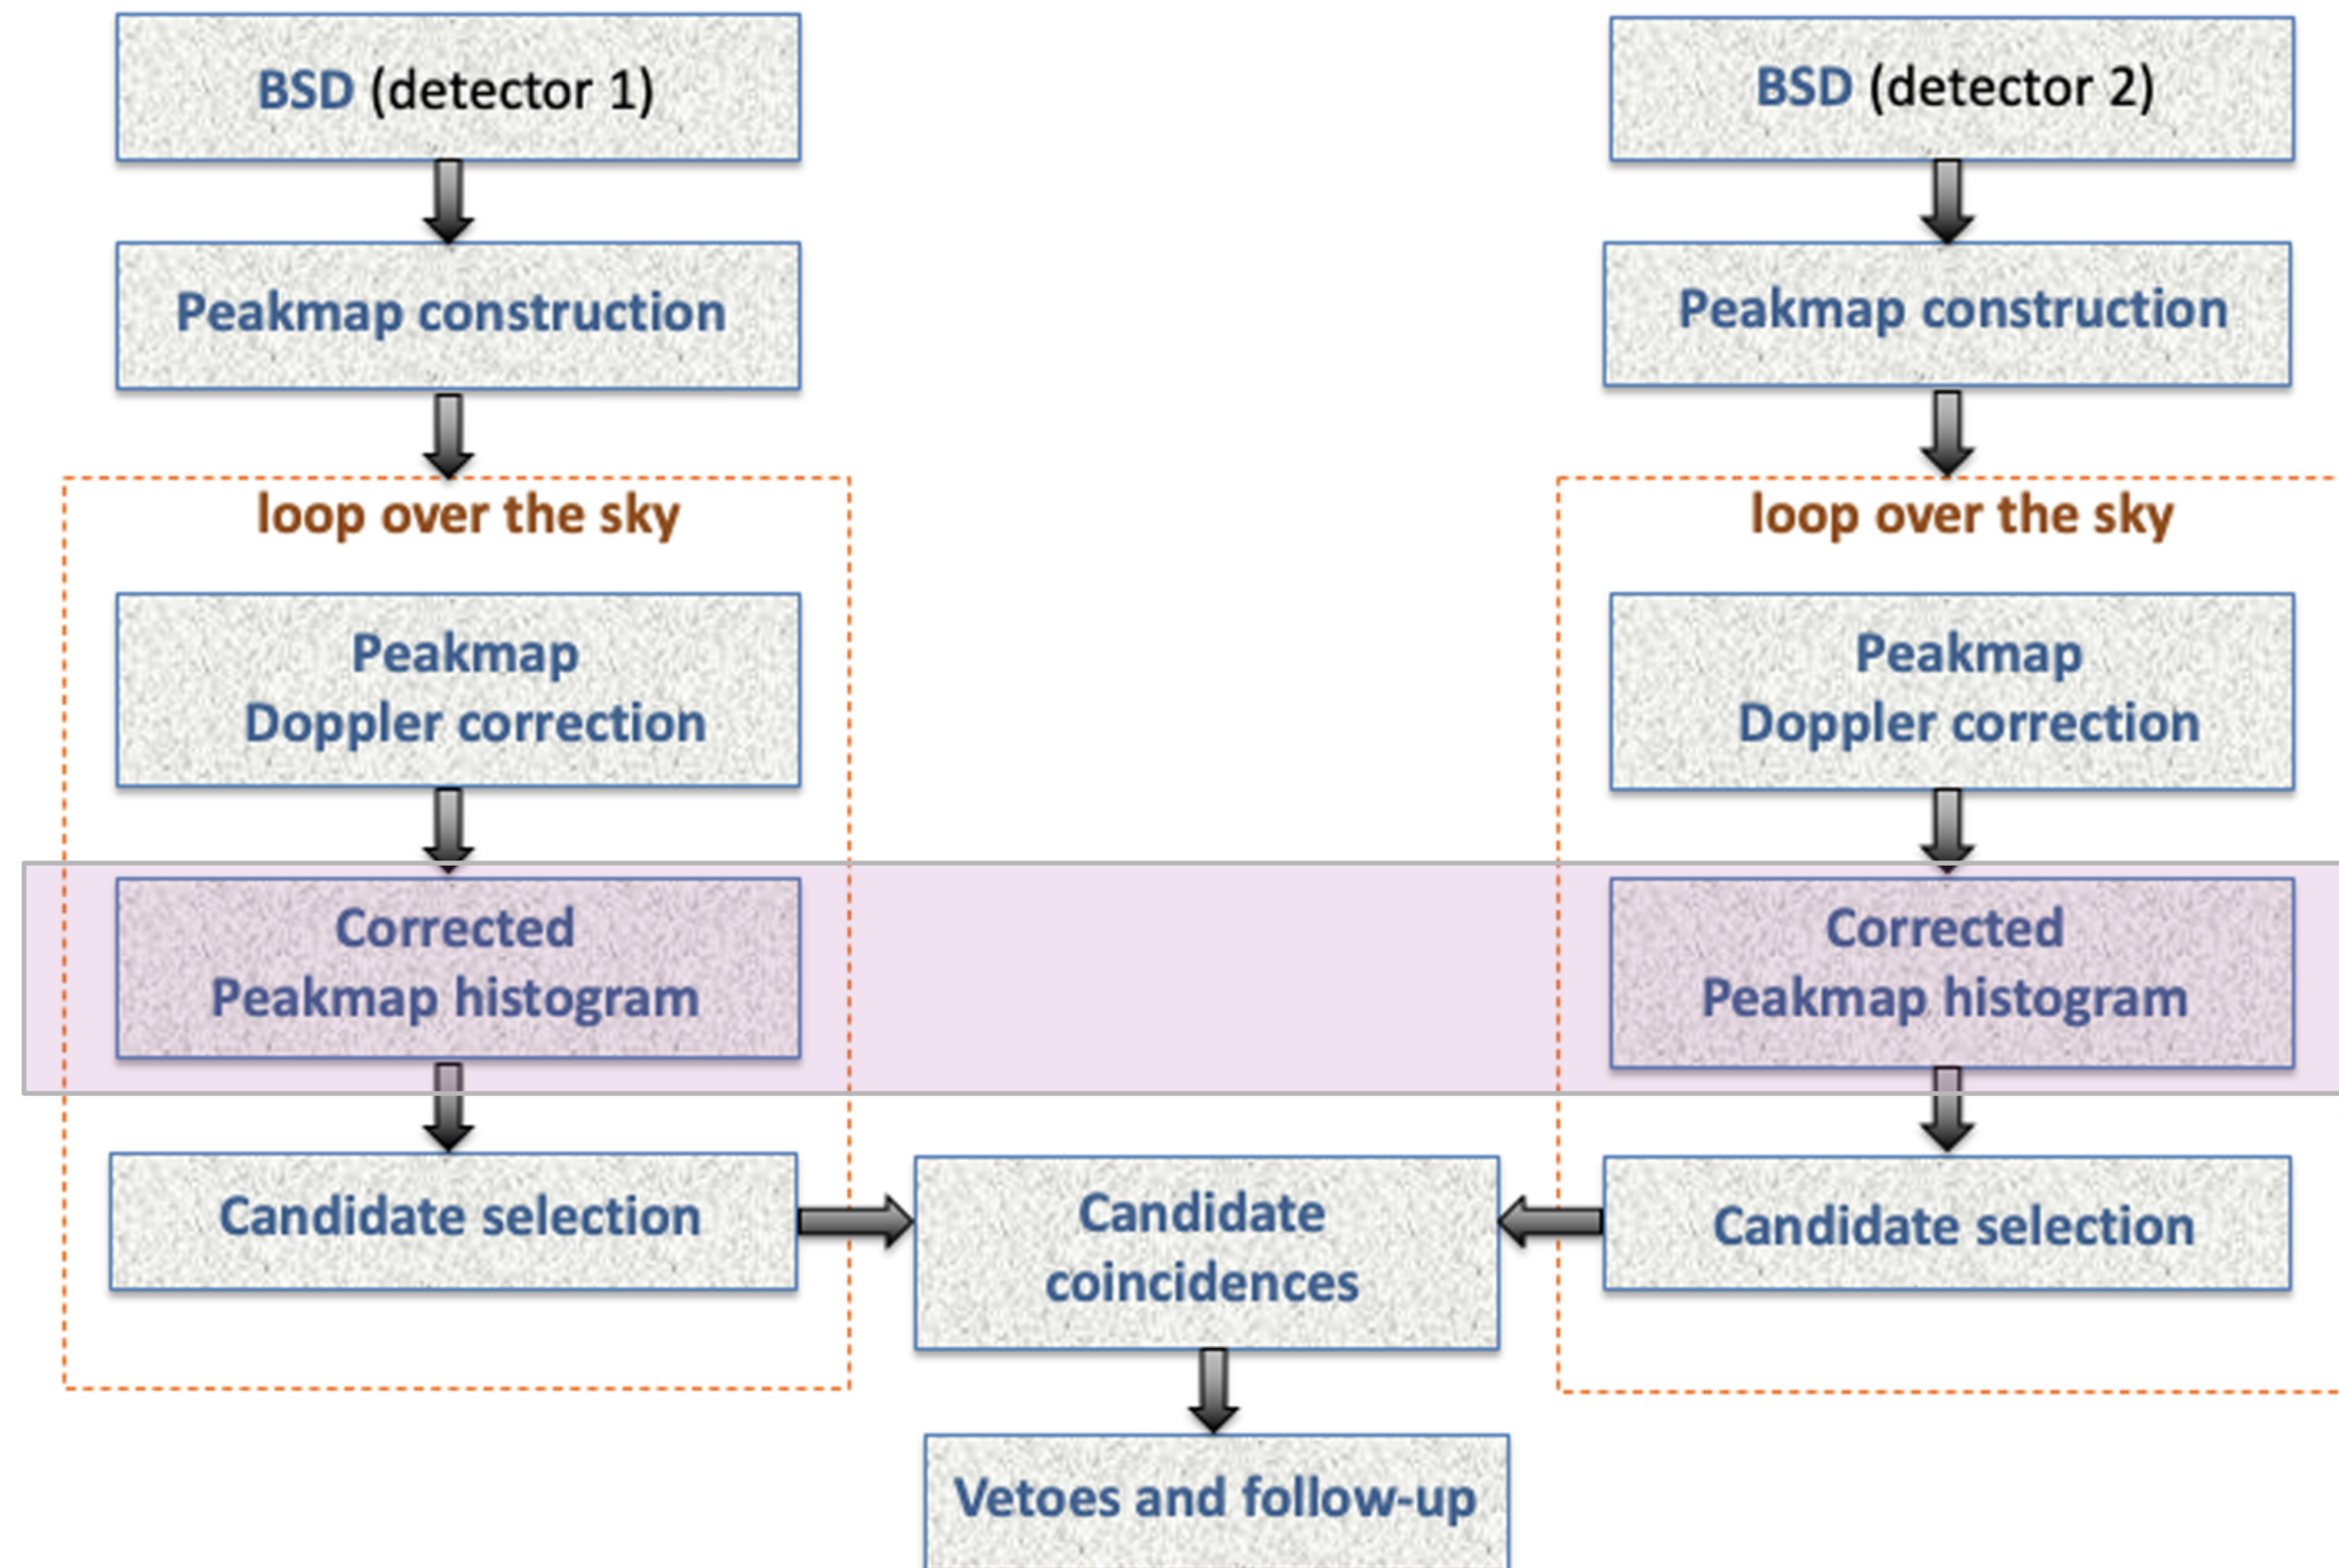 BSD (detector 1)
BSD (detector 2)
Peakmap construction
Peakmap construction
loop over the sky
loop over the sky
Peakmap
Doppler correction
Peakmap
Doppler correction
Corrected
Peakmap histogram
Corrected
Peakmap histogram
Candidate selection
Candidate
coincidences
Candidate selection
Vetoes and follow-up